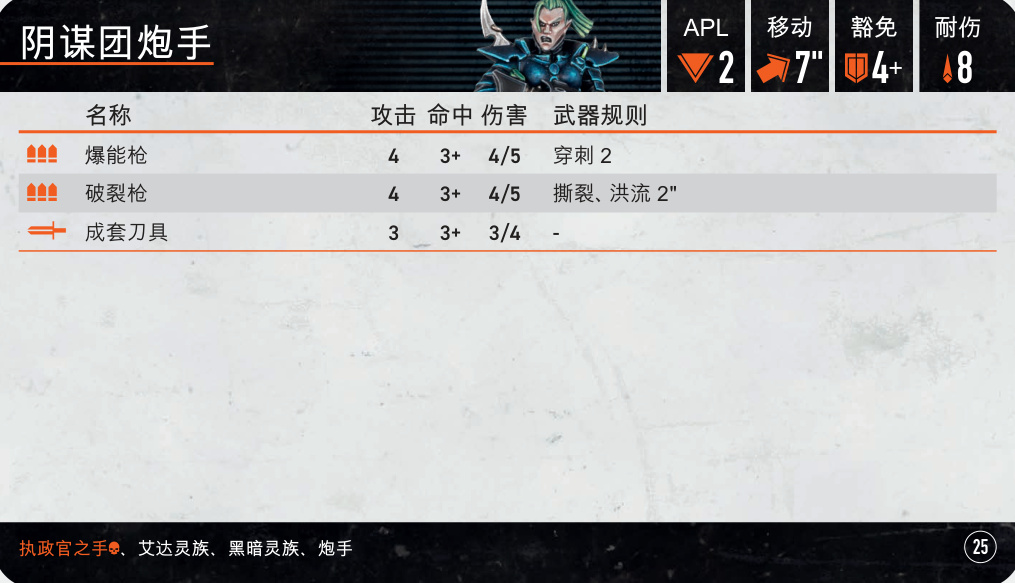 阴谋团炮手
APL 移动 豁免 耐伤
2 7" 4+ 8
名称 攻击 命中 伤害 武器规则
爆能枪 4 3+ 4/5 穿刺 2
破裂枪 4 3+ 4/5 撕裂、洪流 2"
成套刀具 3 3+ 3/4 -
执政官之手、艾达灵族、黑暗灵族、炮手
25